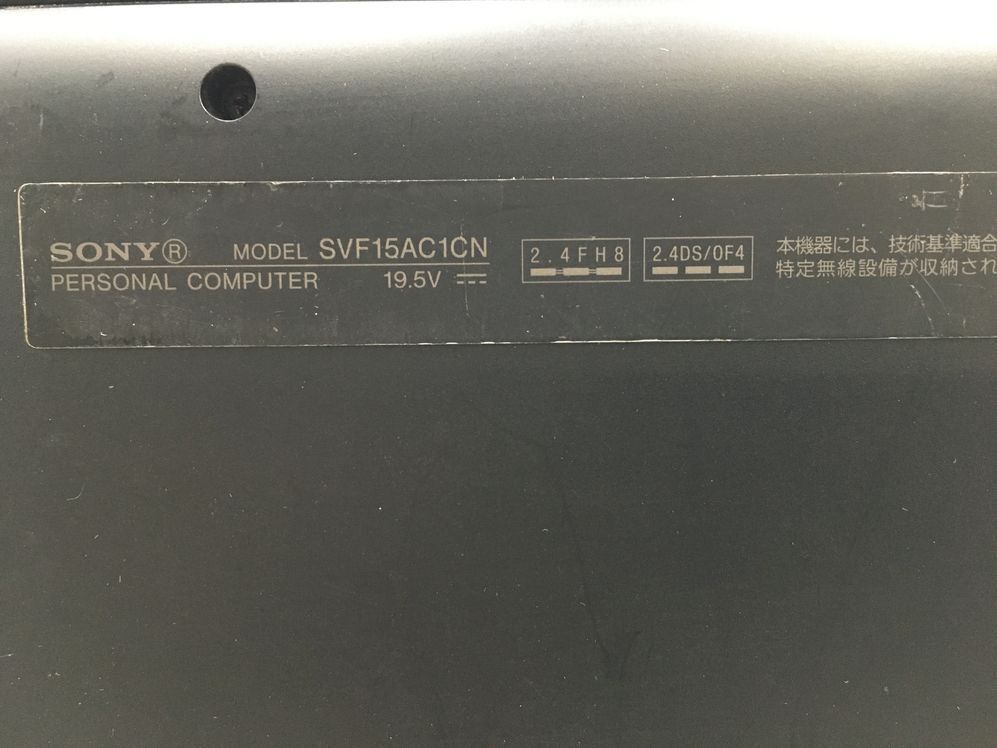 SONY® MODEL SVF15AC1CN
PERSONAL COMPUTER 19.5V
2.4FH8
2.4DS/OF4
本機器には、技術基準適合
特定無線設備が収納され